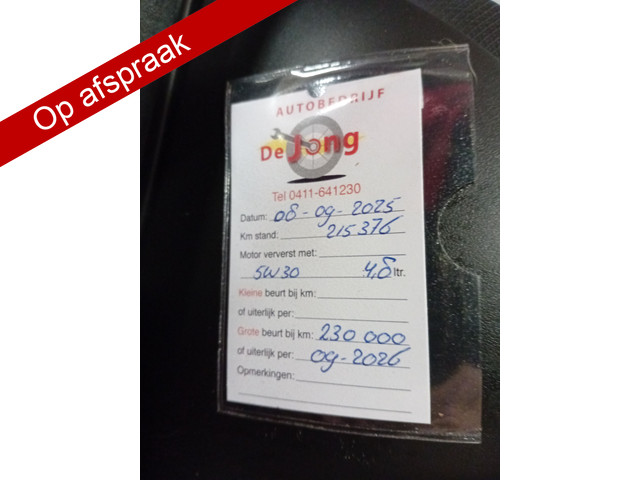 Op afspraak
AUTOBEDRIJF
De Jong
Tel 0411-641230
Datum: 08-09-2025
Km stand: 215376
Motor ververst met:
5W30 4,8 ltr.
Kleine beurt bij km:
of uiterlijk per:
Grote beurt bij km: 230 000
of uiterlijk per: 09-2026
Opmerkingen: